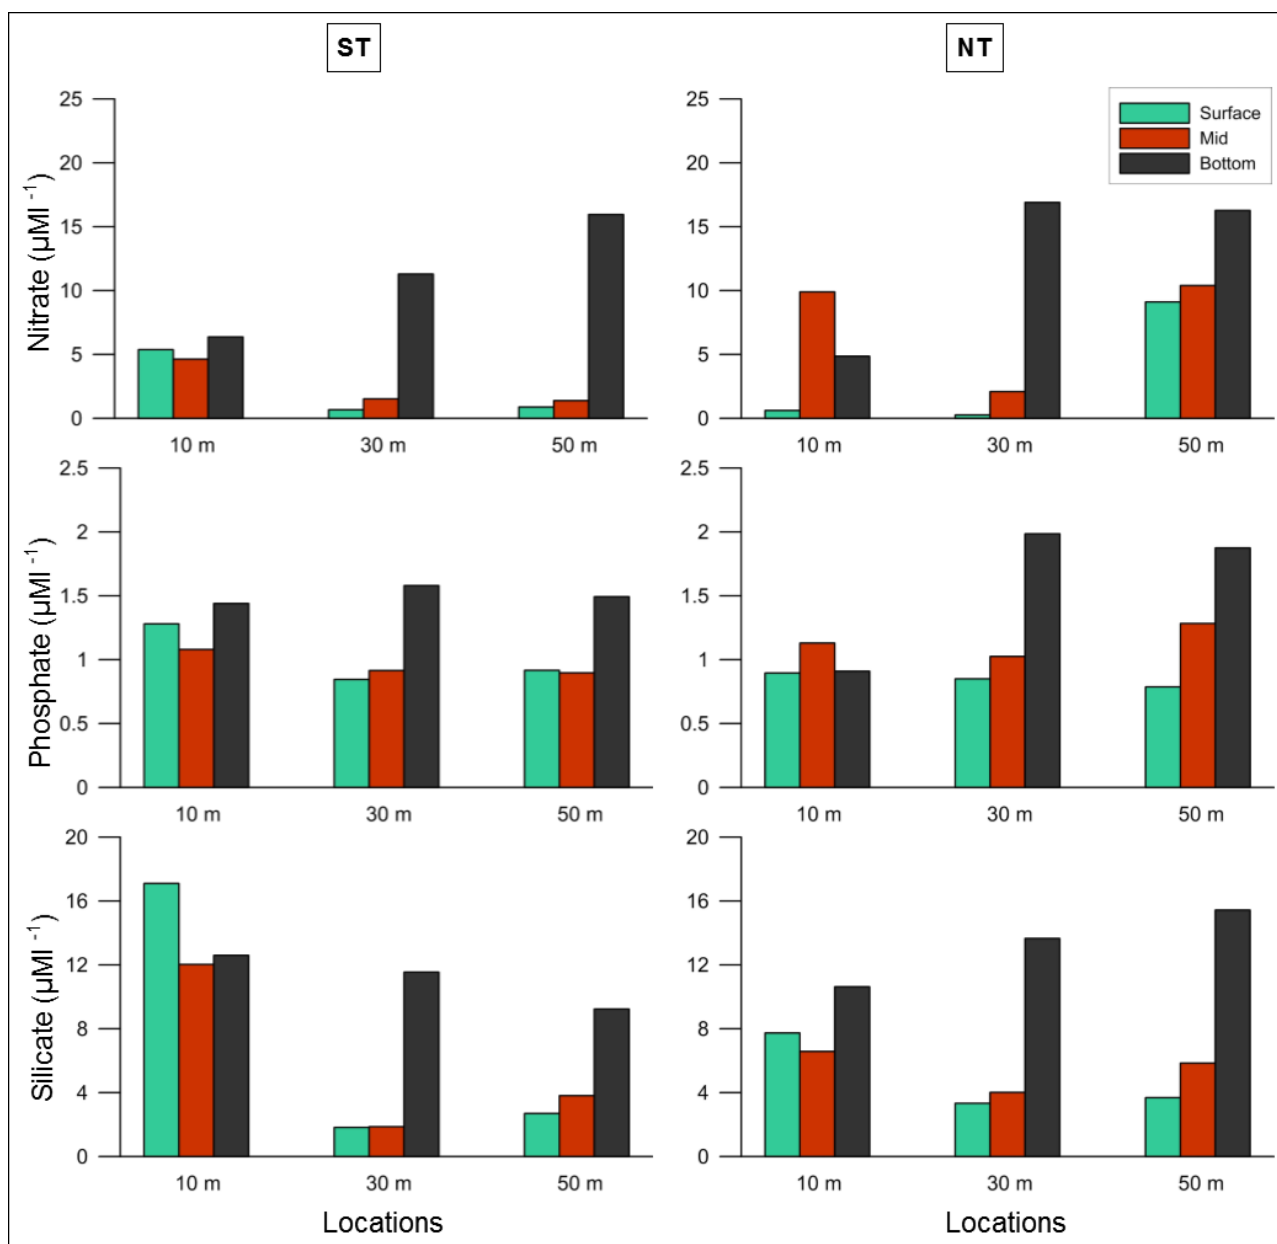 ST
NT
Surface
Mid
Bottom
Nitrate (µMl⁻¹)
25
20
15
10
5
0
10 m
30 m
50 m
25
20
15
10
5
0
10 m
30 m
50 m
Phosphate (µMl⁻¹)
2.5
2
1.5
1
0.5
0
10 m
30 m
50 m
2.5
2
1.5
1
0.5
0
10 m
30 m
50 m
Silicate (µMl⁻¹)
20
16
12
8
4
0
10 m
30 m
50 m
Locations
20
16
12
8
4
0
10 m
30 m
50 m
Locations